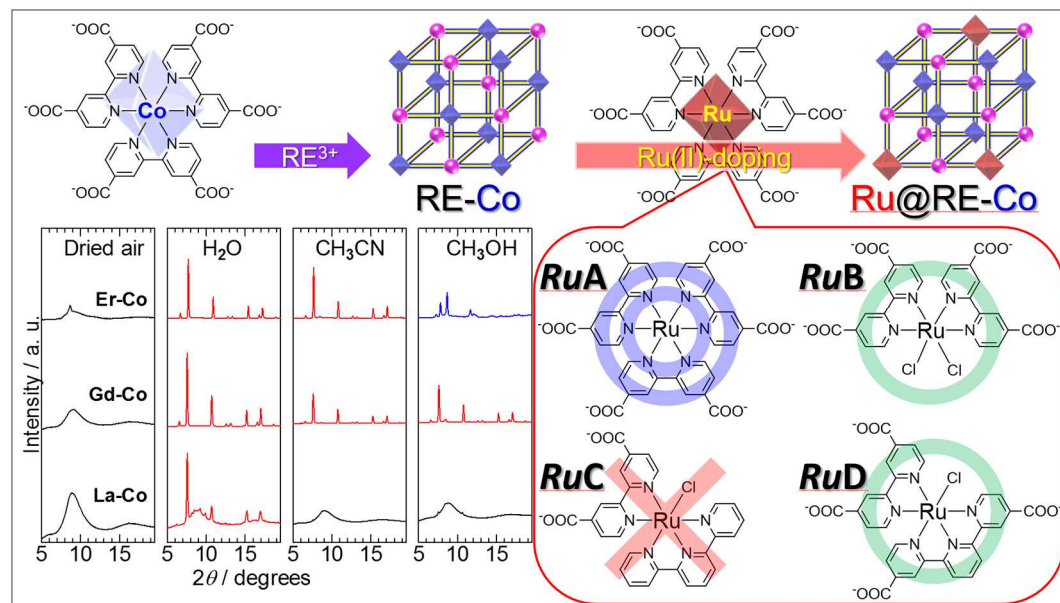 ⁻OOC COO⁻
⁻OOC Co COO⁻
⁻OOC COO⁻
RE³⁺
RE-Co
⁻OOC COO⁻
⁻OOC Ru COO⁻
⁻OOC COO⁻
Ru(II)-doping
Ru@RE-Co
Dried air H₂O CH₃CN CH₃OH
Er-Co
Gd-Co
La-Co
Intensity / a. u.
5 10 15 5 10 15 5 10 15 5 10 15
2θ / degrees
RuA
⁻OOC COO⁻
⁻OOC Ru COO⁻
⁻OOC COO⁻
RuB
⁻OOC COO⁻
⁻OOC Ru COO⁻
Cl Cl
RuC
⁻OOC
Cl
⁻OOC Ru
RuD
⁻OOC
Cl
⁻OOC Ru COO⁻
⁻OOC COO⁻
N N N N N N